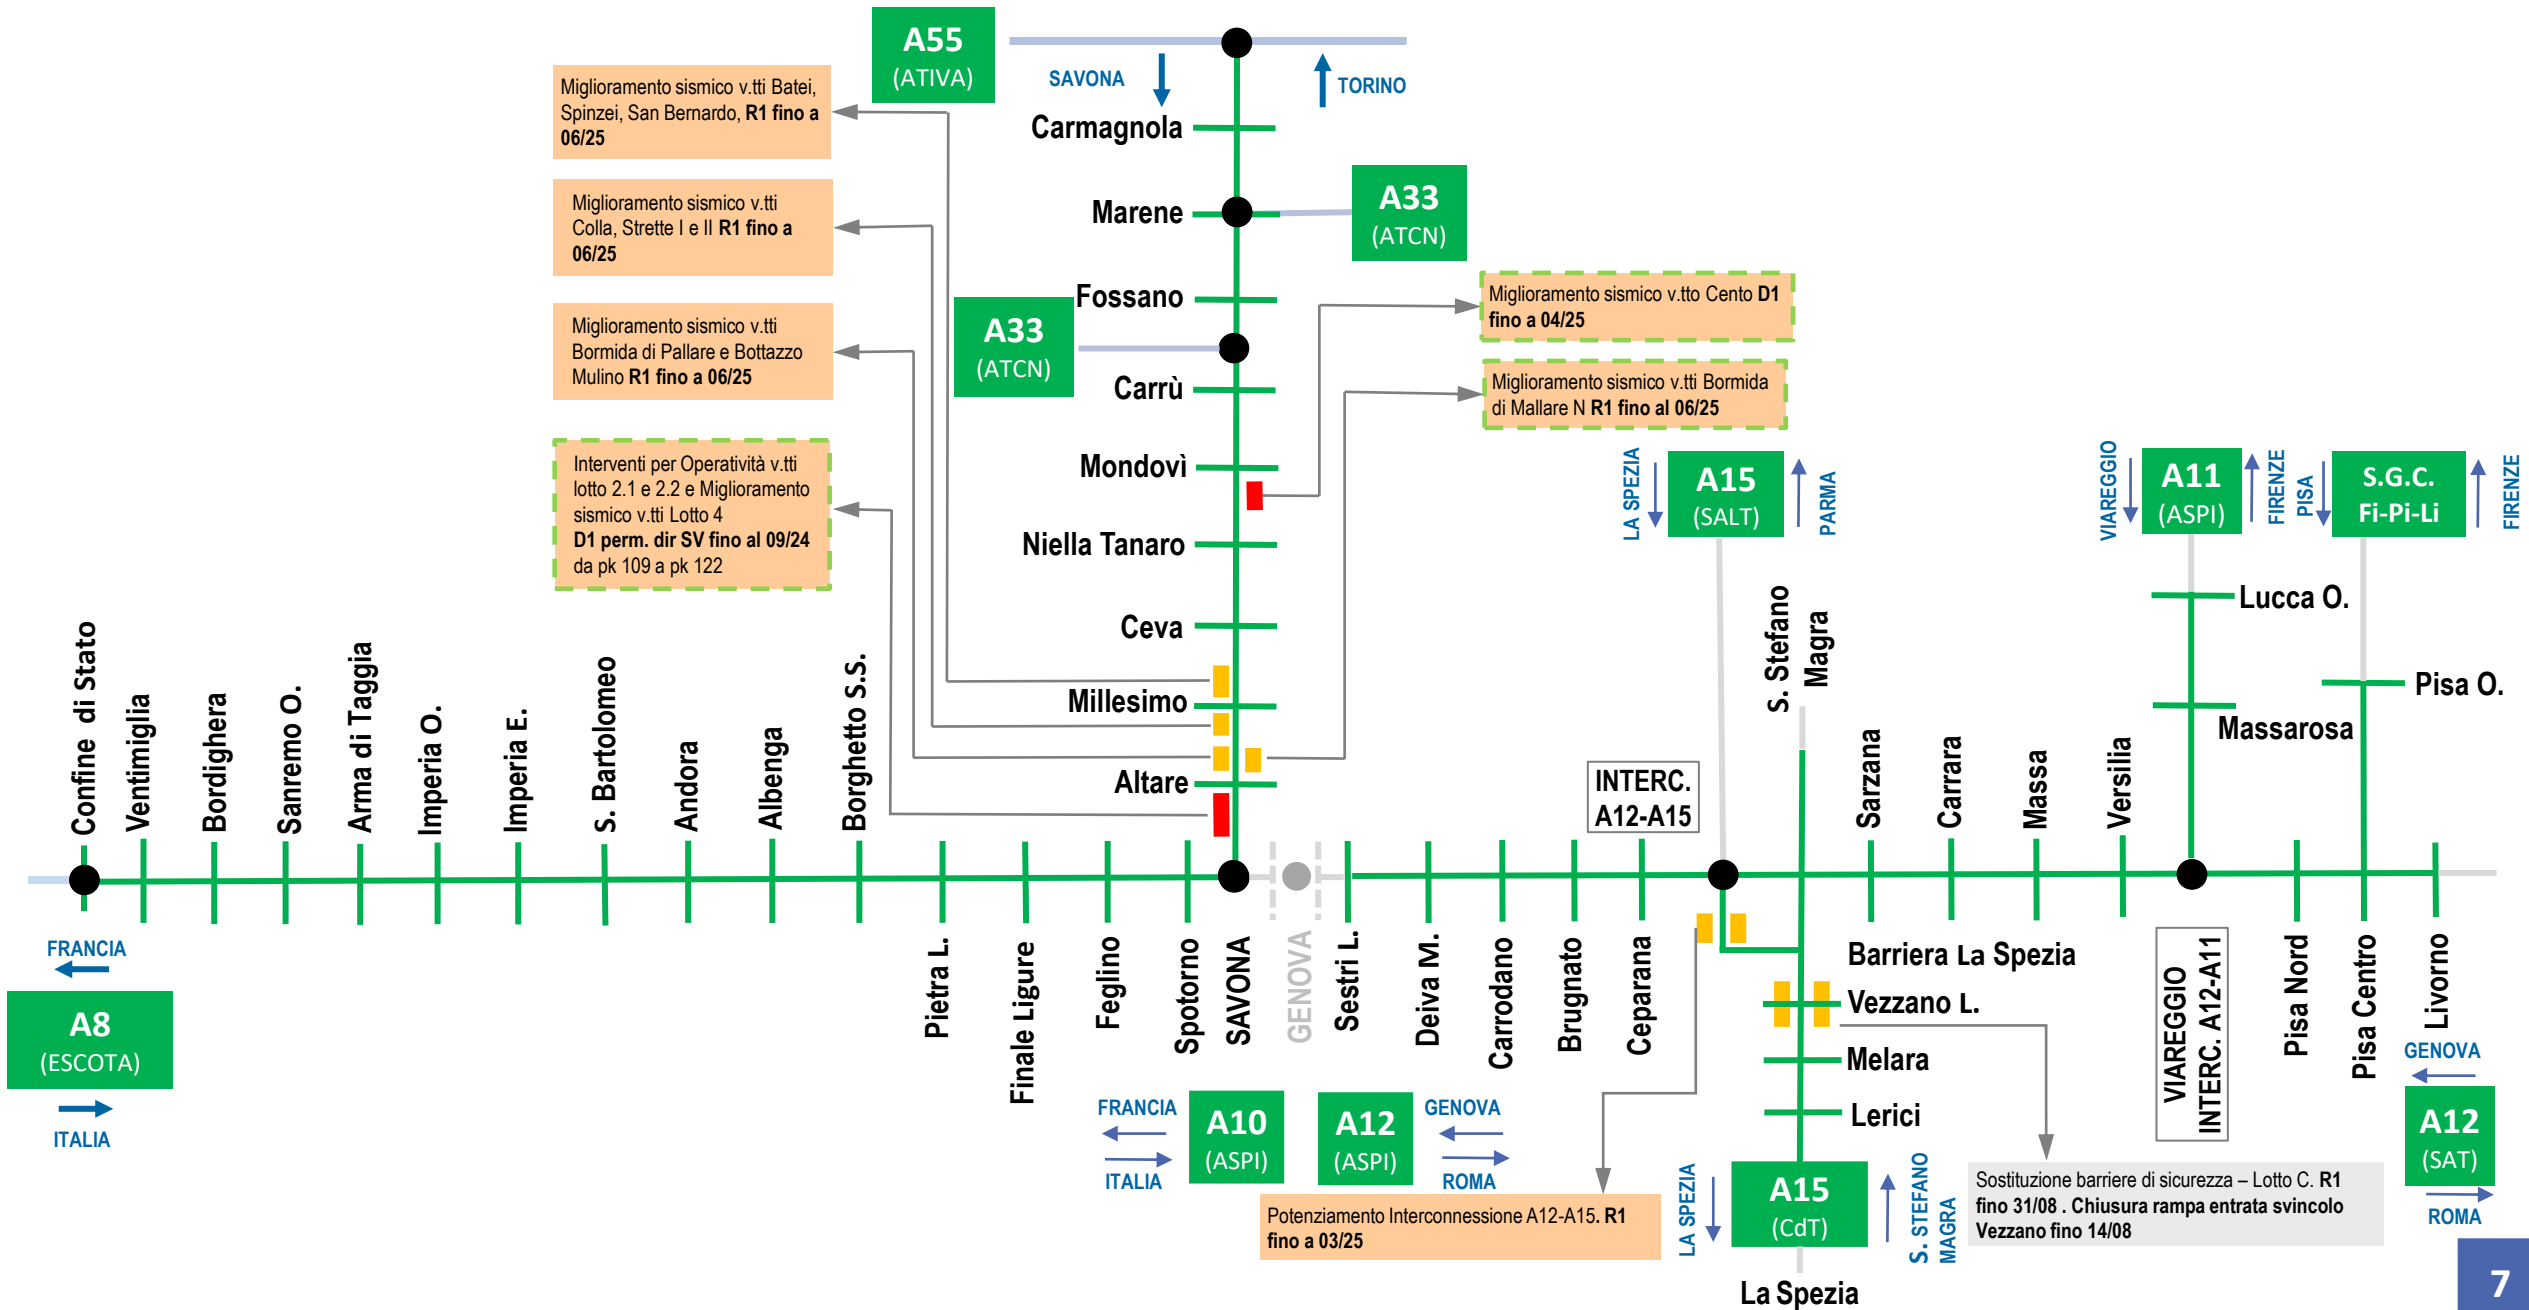 A55
(ATIVA)
SAVONA
TORINO
Miglioramento sismico v.tti Batei,
Spinzei, San Bernardo, R1 fino a
06/25
Carmagnola
Miglioramento sismico v.tti
Colla, Strette I e II R1 fino a
06/25
Marene
A33
(ATCN)
Fossano
Miglioramento sismico v.tto Cento D1
fino a 04/25
Miglioramento sismico v.tti
Bormida di Pallare e Bottazzo
Mulino R1 fino a 06/25
A33
(ATCN)
Carrù
Miglioramento sismico v.tti Bormida
di Mallare N R1 fino al 06/25
Interventi per Operatività v.tti
lotto 2.1 e 2.2 e Miglioramento
sismico v.tti Lotto 4
D1 perm. dir SV fino al 09/24
da pk 109 a pk 122
Mondovì
Niella Tanaro
Ceva
Millesimo
Altare
LA SPEZIA
A15
(SALT)
PARMA
VIAREGGIO
A11
(ASPI)
FIRENZE
PISA
S.G.C.
Fi-Pi-Li
FIRENZE
Lucca O.
Massarosa
Pisa O.
Confine di Stato
Ventimiglia
Bordighera
Sanremo O.
Arma di Taggia
Imperia O.
Imperia E.
S. Bartolomeo
Andora
Albenga
Borghetto S.S.
INTERC.
A12-A15
S. Stefano
Magra
Sarzana
Carrara
Massa
Versilia
FRANCIA
A8
(ESCOTA)
ITALIA
Pietra L.
Finale Ligure
Feglino
Spotorno
SAVONA
GENOVA
Sestri L.
Deiva M.
Carrodano
Brugnato
Ceparana
Barriera La Spezia
Vezzano L.
Melara
Lerici
VIAREGGIO
INTERC. A12-A11
Pisa Nord
Pisa Centro
Livorno
GENOVA
A12
(SAT)
ROMA
FRANCIA
ITALIA
A10
(ASPI)
A12
(ASPI)
GENOVA
ROMA
Potenziamento Interconnessione A12-A15. R1
fino a 03/25
LA SPEZIA
A15
(CdT)
S. STEFANO
MAGRA
La Spezia
Sostituzione barriere di sicurezza – Lotto C. R1
fino 31/08 . Chiusura rampa entrata svincolo
Vezzano fino 14/08
7